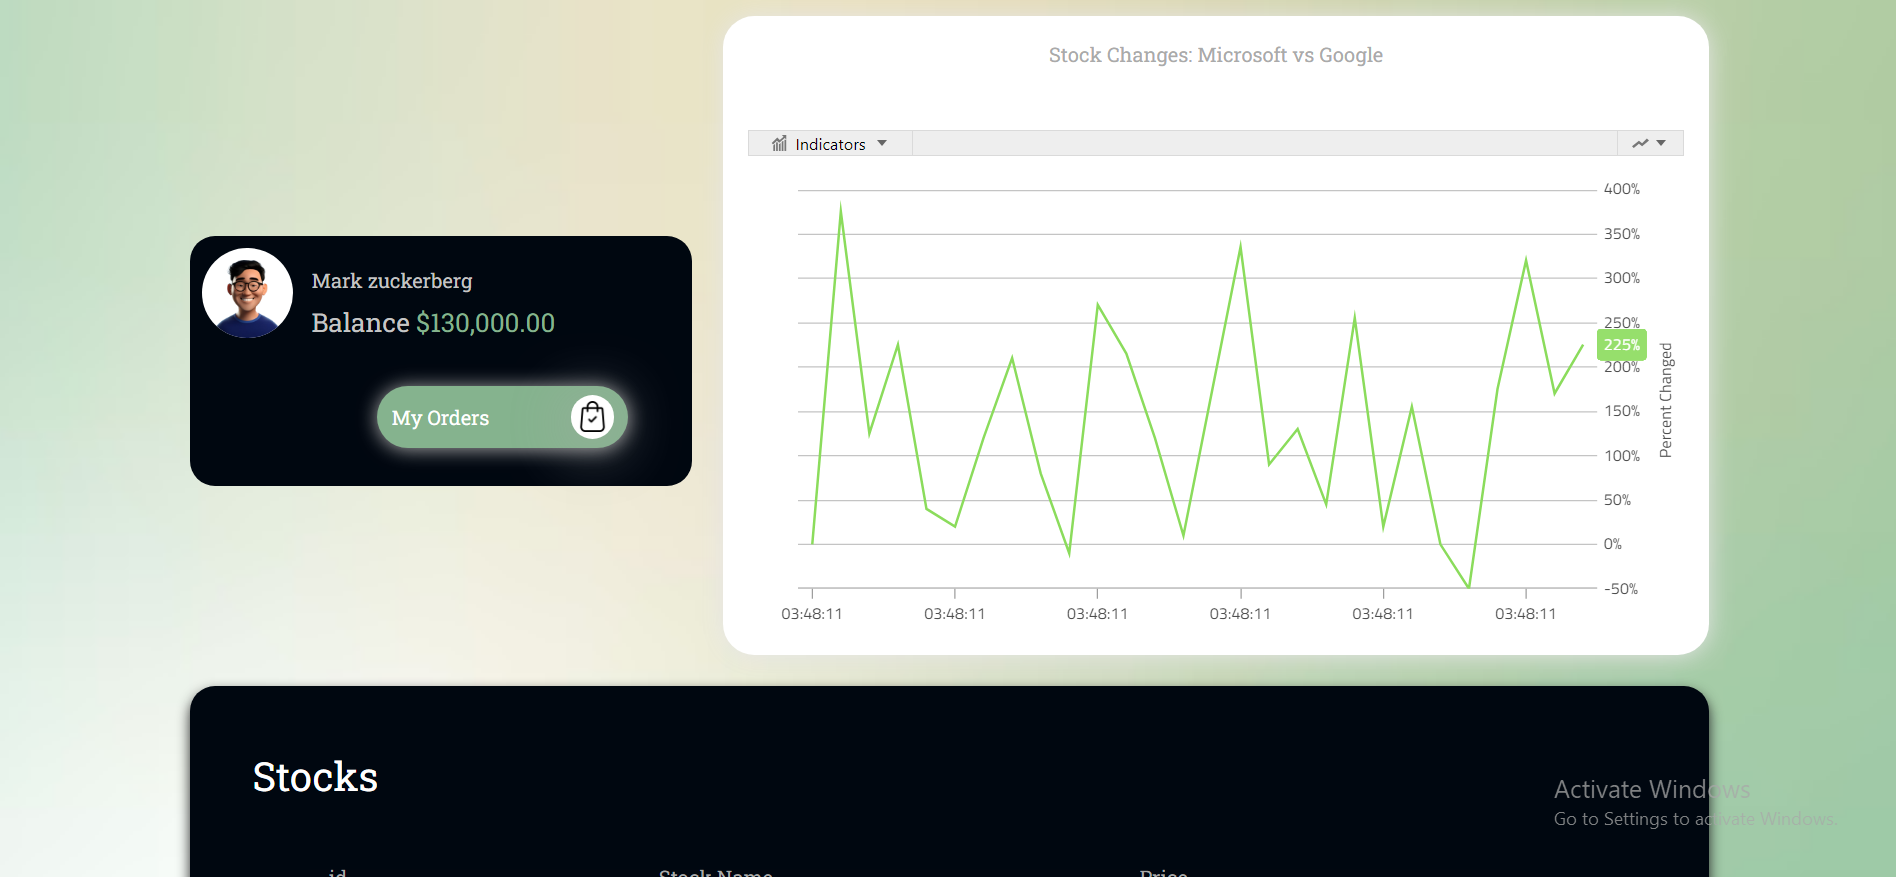 Stock Changes: Microsoft vs Google
Indicators
400%
350%
300%
250%
225%
200%
150%
100%
50%
0%
-50%
Percent Changed
03:48:11 03:48:11 03:48:11 03:48:11 03:48:11 03:48:11
Mark zuckerberg
Balance $130,000.00
My Orders
Stocks
id Stock Name Price
Activate Windows
Go to Settings to activate Windows.